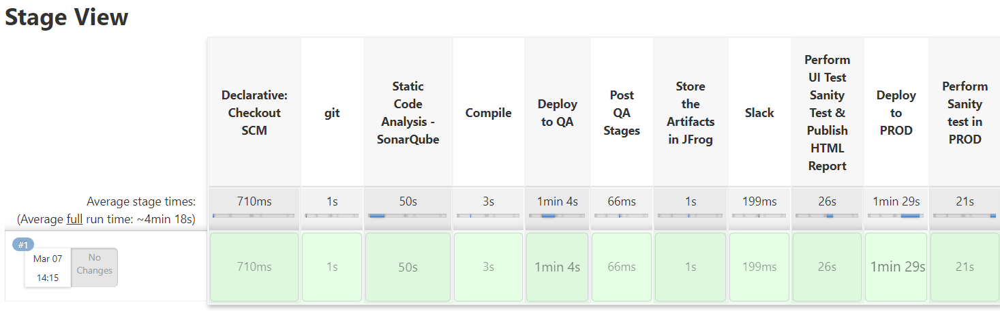 Stage View
Declarative:
Checkout
SCM
git
Static
Code
Analysis -
SonarQube
Compile
Deploy
to QA
Post
QA
Stages
Store
the
Artifacts
in JFrog
Slack
Perform
UI Test
Sanity
Test &
Publish
HTML
Report
Deploy
to
PROD
Perform
Sanity
test in
PROD
Average stage times:
(Average full run time: ~4min 18s)
710ms
1s
50s
3s
1min 4s
66ms
1s
199ms
26s
1min 29s
21s
#1
Mar 07
14:15
No
Changes
710ms
1s
50s
3s
1min 4s
66ms
1s
199ms
26s
1min 29s
21s